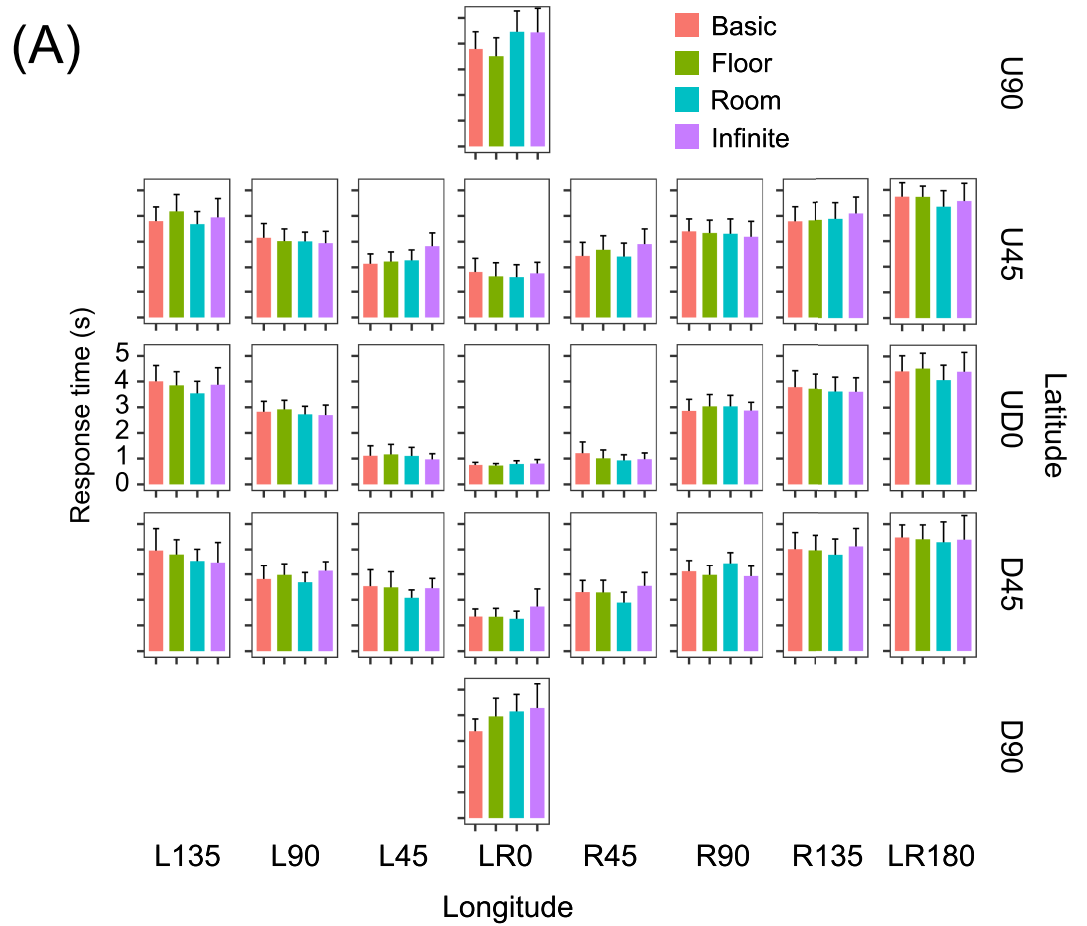 (A)
Basic
Floor
Room
Infinite
U90
U45
Response time (s)
5
4
3
2
1
0
UD0
Latitude
D45
D90
L135 L90 L45 LR0 R45 R90 R135 LR180
Longitude